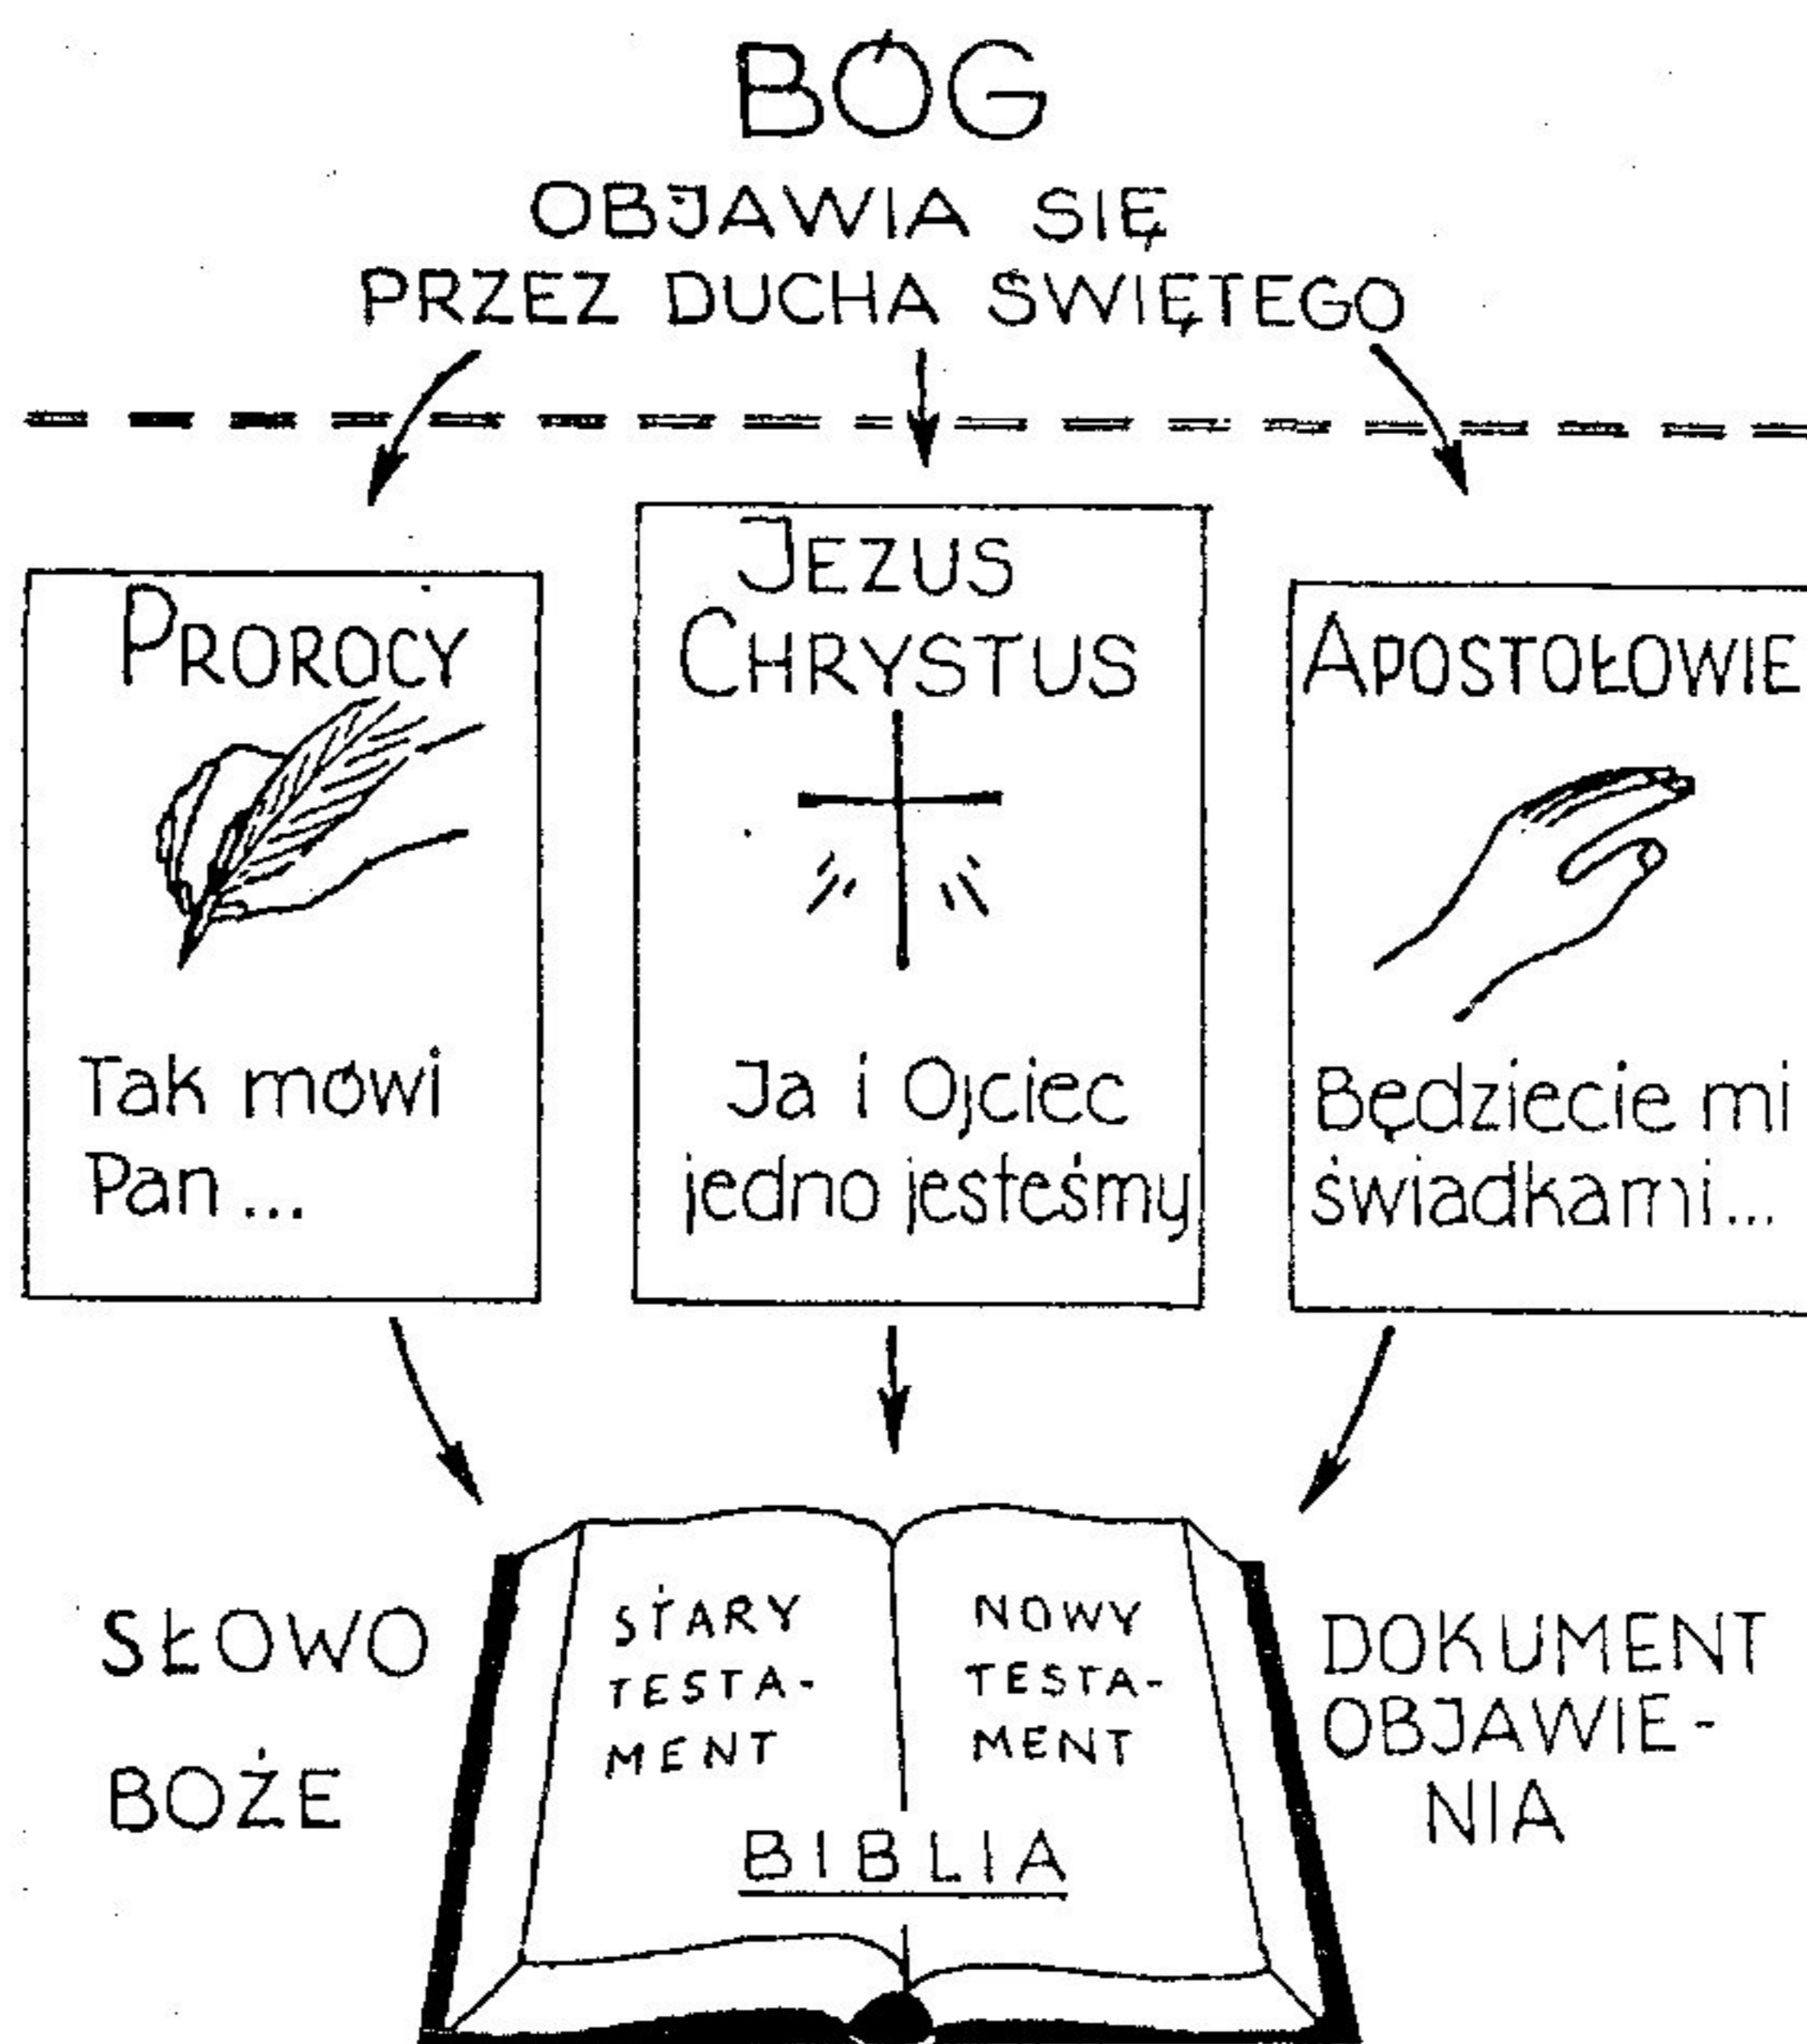 BÓG
OBJAWIA SIĘ
PRZEZ DUCHA ŚWIĘTEGO
PROROCY
Tak mówi
Pan ...
JEZUS
CHRYSTUS
Ja i Ojciec
jedno jesteśmy
APOSTOŁOWIE
Będziecie mi
świadkami...
SŁOWO
BOŻE
STARY
TESTA-
MENT
NOWY
TESTA-
MENT
BIBLIA
DOKUMENT
OBJAWIE-
NIA